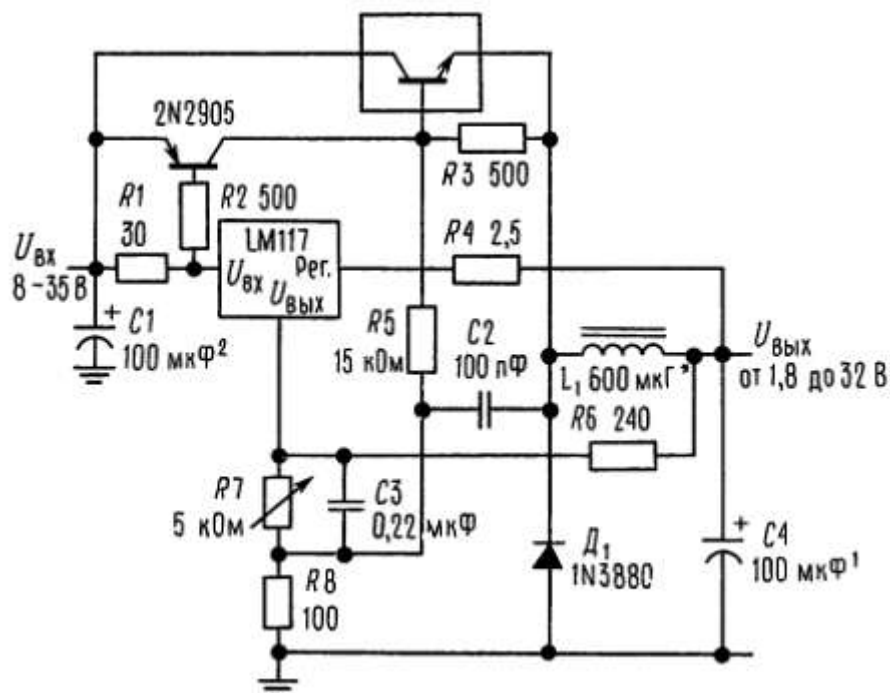 2N2905
R3 500
R1
30
R2 500
LM117
Uвх
Рег.
Uвых
R4 2,5
Uвх
8-35В
+
C1
100 мкФ²
R5
15 кОм
C2
100 пФ
L₁ 600 мкГ
Uвых
от 1,8 до 32 В
R6 240
R7
5 кОм
C3
0,22 мкФ
Д₁
1N3880
+
C4
100 мкФ¹
R8
100